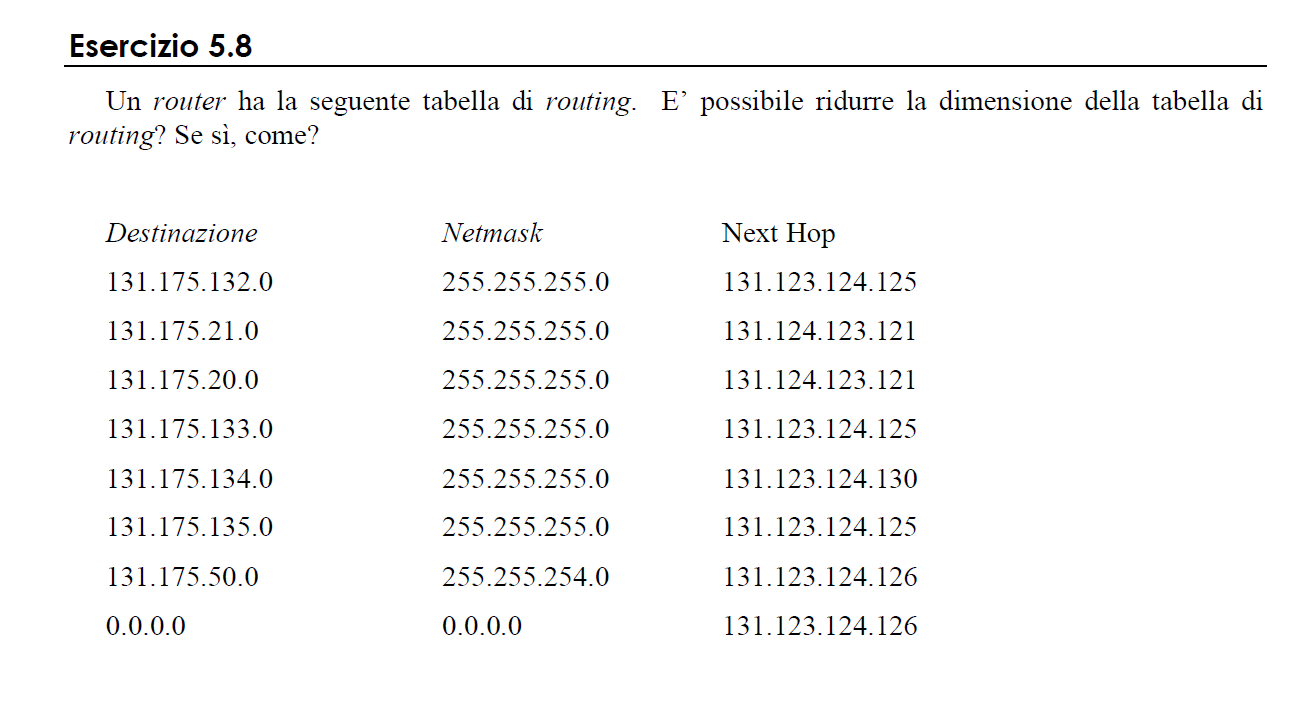 Esercizio 5.8
Un router ha la seguente tabella di routing. E’ possibile ridurre la dimensione della tabella di
routing? Se sì, come?
Destinazione Netmask Next Hop
131.175.132.0 255.255.255.0 131.123.124.125
131.175.21.0 255.255.255.0 131.124.123.121
131.175.20.0 255.255.255.0 131.124.123.121
131.175.133.0 255.255.255.0 131.123.124.125
131.175.134.0 255.255.255.0 131.123.124.130
131.175.135.0 255.255.255.0 131.123.124.125
131.175.50.0 255.255.254.0 131.123.124.126
0.0.0.0 0.0.0.0 131.123.124.126